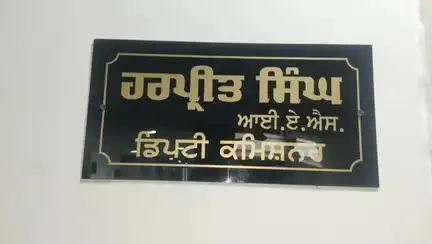 ਹਰਪ੍ਰੀਤ ਸਿੰਘ
ਆਈ.ਏ.ਐਸ.
ਡਿਪਟੀ ਕਮਿਸ਼ਨਰ